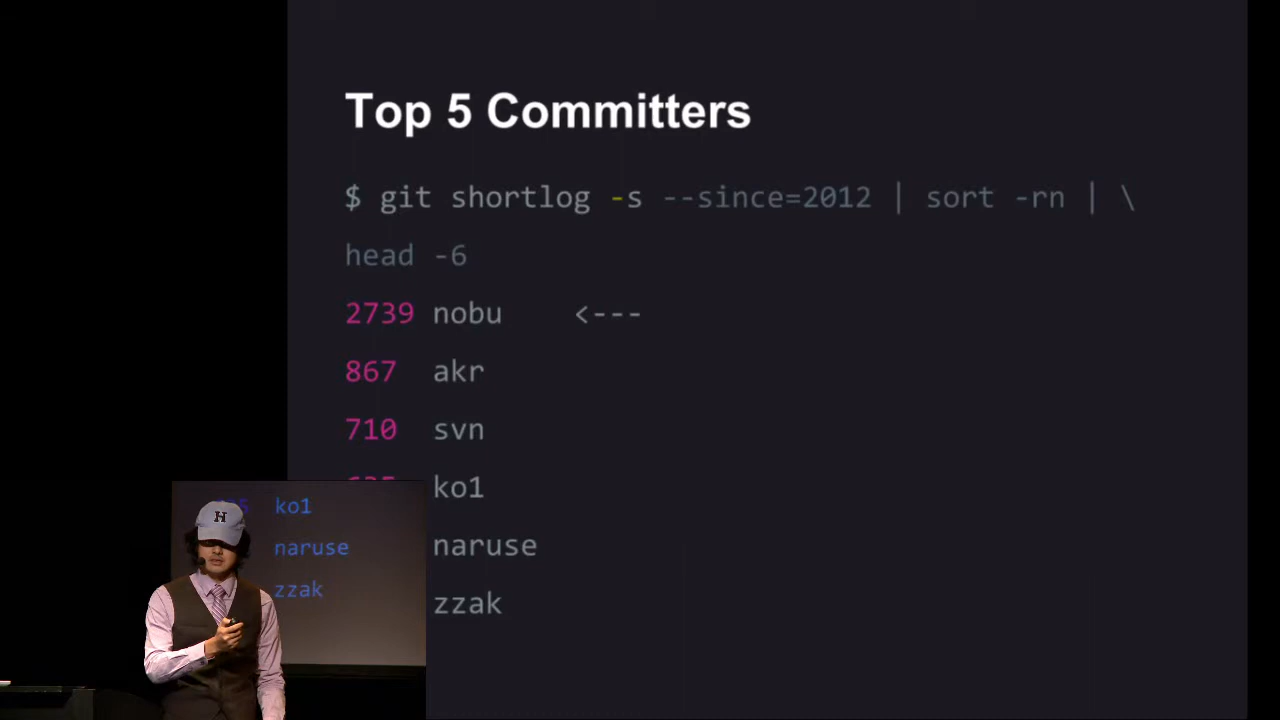 Top 5 Committers
$ git shortlog -s --since=2012 | sort -rn | \
head -6
2739 nobu <---
867 akr
710 svn
ko1
naruse
zzak
ko1
H
naruse
zzak